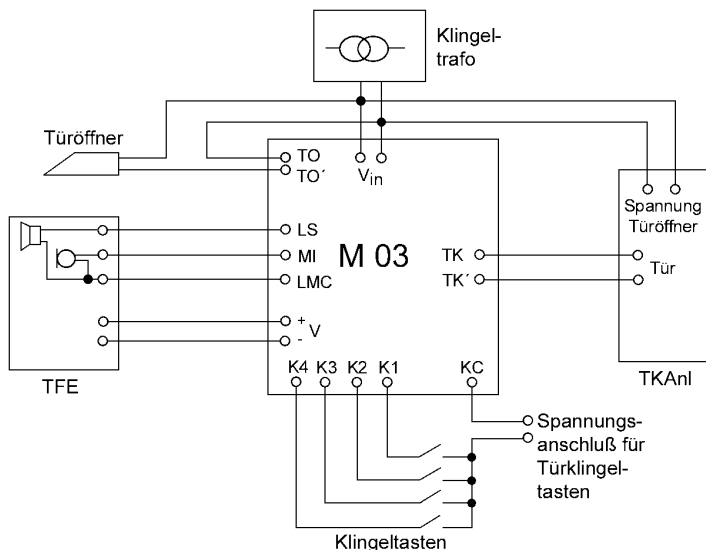 Klingel-
trafo
Türöffner
TO
TO´
Vin
Spannung
Türöffner
LS
MI
LMC
M 03
TK
TK´
Tür
+
V
-
TFE
K4 K3 K2 K1 KC
TKAnl
Spannungs-
anschluß für
Türklingel-
tasten
Klingeltasten